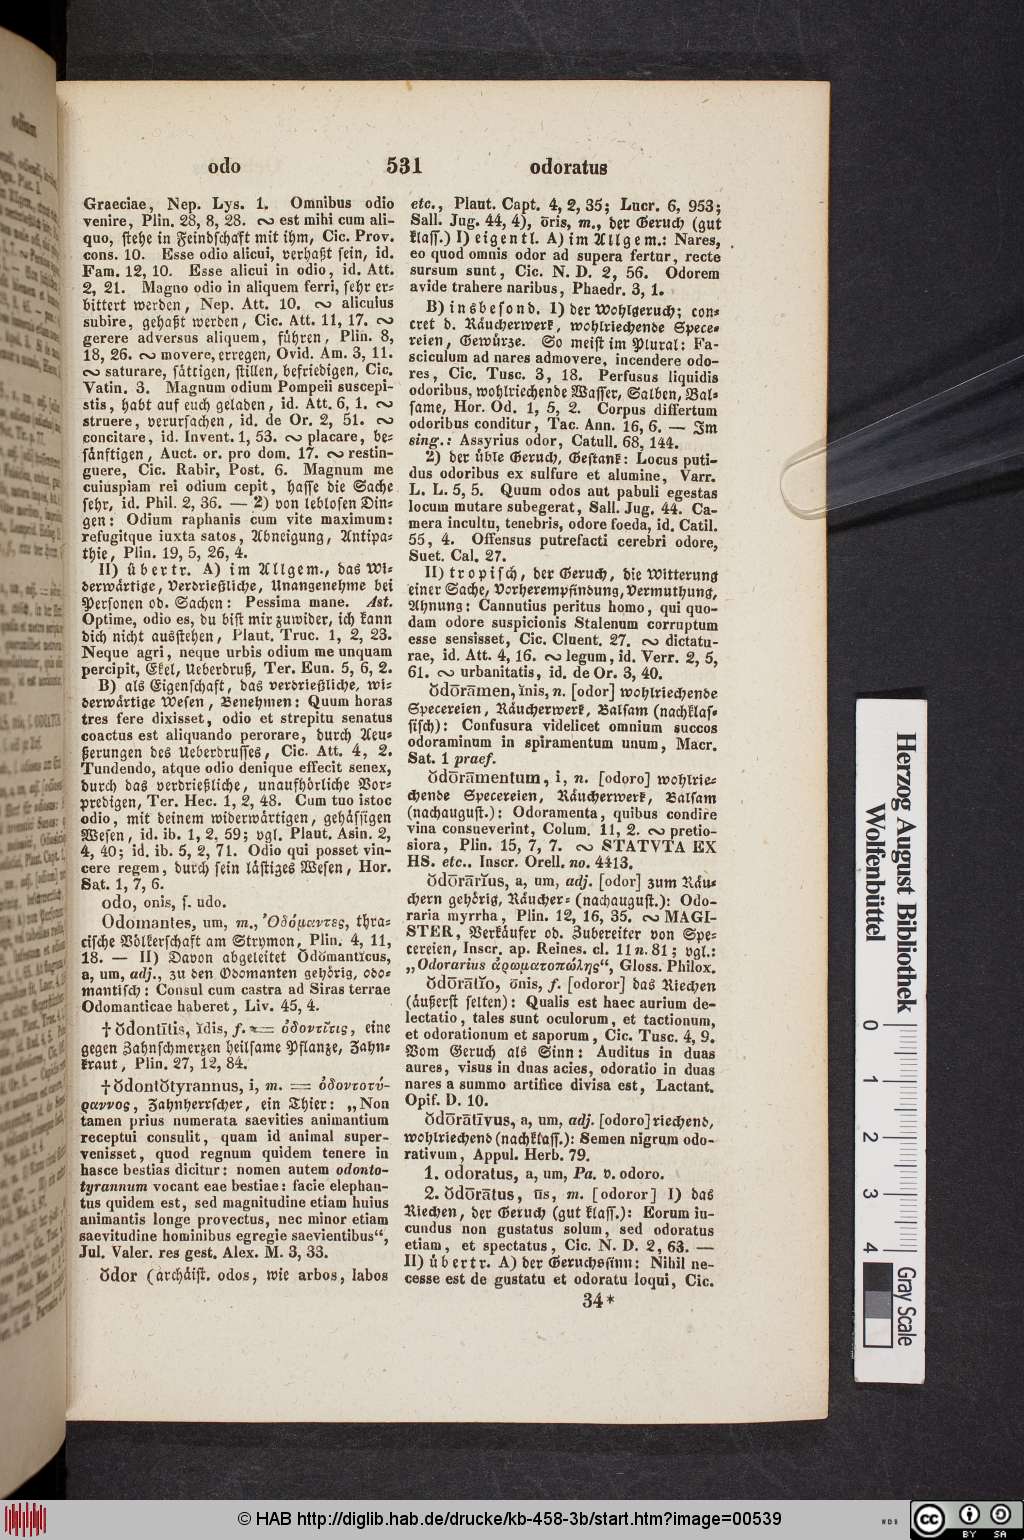 odo 531 odoratus
Graeciae, Nep. Lys. 1. Omnibus odio
venire, Plin. 28, 8, 28. ∾ est mihi cum ali-
quo, ſtehe in Feindſchaft mit ihm, Cic. Prov.
cons. 10. Esse odio alicui, verhaßt ſein, id.
Fam. 12, 10. Esse alicui in odio, id. Att.
2, 21. Magno odio in aliquem ferri, ſehr er-
bittert werden, Nep. Att. 10. ∾ alicuius
subire, gehaßt werden, Cic. Att. 11, 17. ∾
gerere adversus aliquem, führen, Plin. 8,
18, 26. ∾ movere, erregen, Ovid. Am. 3, 11.
∾ saturare, ſättigen, ſtillen, befriedigen, Cic.
Vatin. 3. Magnum odium Pompeii suscepi-
stis, habt auf euch geladen, id. Att. 6, 1. ∾
struere, verurſachen, id. de Or. 2, 51. ∾
concitare, id. Invent. 1, 53. ∾ placare, be-
ſänftigen, Auct. or. pro dom. 17. ∾ restin-
guere, Cic. Rabir, Post. 6. Magnum me
cuiuspiam rei odium cepit, haſſe die Sache
ſehr, id. Phil. 2, 36. — 2) von lebloſen Din-
gen: Odium raphanis cum vite maximum:
refugitque iuxta satos, Abneigung, Antipa-
thie, Plin. 19, 5, 26, 4.
II) übertr. A) im Allgem., das Wi-
derwärtige, Verdrießliche, Unangenehme bei
Perſonen od. Sachen: Pessima mane. Ast.
Optime, odio es, du biſt mir zuwider, ich kann
dich nicht ausſtehen, Plaut. Truc. 1, 2, 23.
Neque agri, neque urbis odium me unquam
percipit, Ekel, Ueberdruß, Ter. Eun. 5, 6, 2.
B) als Eigenſchaft, das verdrießliche, wi-
derwärtige Weſen, Benehmen: Quum horas
tres fere dixisset, odio et strepitu senatus
coactus est aliquando perorare, durch Aeu-
ßerungen des Ueberdruſſes, Cic. Att. 4, 2.
Tundendo, atque odio denique effecit senex,
durch das verdrießliche, unaufhörliche Vor-
predigen, Ter. Hec. 1, 2, 48. Cum tuo istoc
odio, mit deinem widerwärtigen, gehäſſigen
Weſen, id. ib. 1, 2, 59; vgl. Plaut. Asin. 2,
4, 40; id. ib. 5, 2, 71. Odio qui posset vin-
cere regem, durch ſein läſtiges Weſen, Hor.
Sat. 1, 7, 6.
odo, onis, ſ. udo.
Odomantes, um, m., Ὀδόμαντες, thra-
ciſche Völkerſchaft am Strymon, Plin. 4, 11,
18. — II) Davon abgeleitet Ŏdŏmantĭcus,
a, um, adj., zu den Odomanten gehörig, odo-
mantiſch: Consul cum castra ad Siras terrae
Odomanticae haberet, Liv. 45, 4.
† ŏdontītis, ĭdis, f. = ὀδοντῖτις, eine
gegen Zahnſchmerzen heilſame Pflanze, Zahn-
kraut, Plin. 27, 12, 84.
† ŏdontŏtyrannus, i, m. = ὀδοντοτύ-
ραννος, Zahnherrſcher, ein Thier: „Non
tamen prius numerata saevities animantium
receptui consulit, quam id animal super-
venisset, quod regnum quidem tenere in
hasce bestias dicitur: nomen autem odonto-
tyrannum vocant eae bestiae: facie elephan-
tus quidem est, sed magnitudine etiam huius
animantis longe provectus, nec minor etiam
saevitudine hominibus egregie saevientibus“,
Jul. Valer. res gest. Alex. M. 3, 33.
ŏdor (archäiſt. odos, wie arbos, labos
etc., Plaut. Capt. 4, 2, 35; Lucr. 6, 953;
Sall. Jug. 44, 4), ōris, m., der Geruch (gut
klaſſ.) I) eigentl. A) im Allgem.: Nares,
eo quod omnis odor ad supera fertur, recte
sursum sunt, Cic. N. D. 2, 56. Odorem
avide trahere naribus, Phaedr. 3, 1.
B) insbeſond. 1) der Wohlgeruch; con-
cret d. Räucherwerk, wohlriechende Spece-
reien, Gewürze. So meiſt im Plural: Fa-
sciculum ad nares admovere, incendere odo-
res, Cic. Tusc. 3, 18. Perfusus liquidis
odoribus, wohlriechende Waſſer, Salben, Bal-
ſame, Hor. Od. 1, 5, 2. Corpus differtum
odoribus conditur, Tac. Ann. 16, 6. — Im
sing.: Assyrius odor, Catull. 68, 144.
2) der üble Geruch, Geſtank: Locus puti-
dus odoribus ex sulfure et alumine, Varr.
L. L. 5, 5. Quum odos aut pabuli egestas
locum mutare subegerat, Sall. Jug. 44. Ca-
mera incultu, tenebris, odore foeda, id. Catil.
55, 4. Offensus putrefacti cerebri odore,
Suet. Cal. 27.
II) tropiſch, der Geruch, die Witterung
einer Sache, Vorherempfindung, Vermuthung,
Ahnung: Cannutius peritus homo, qui quo-
dam odore suspicionis Stalenum corruptum
esse sensisset, Cic. Cluent. 27. ∾ dictatu-
rae, id. Att. 4, 16. ∾ legum, id. Verr. 2, 5,
61. ∾ urbanitatis, id. de Or. 3, 40.
ŏdōrāmen, ĭnis, n. [odor] wohlriechende
Specereien, Räucherwerk, Balſam (nachklaſ-
ſiſch): Confusura videlicet omnium succos
odoraminum in spiramentum unum, Macr.
Sat. 1 praef.
ŏdōrāmentum, i, n. [odoro] wohlrie-
chende Specereien, Räucherwerk, Balſam
(nachauguſt.): Odoramenta, quibus condire
vina consueverint, Colum. 11, 2. ∾ pretio-
siora, Plin. 15, 7, 7. ∾ STATVTA EX
HS. etc.. Inscr. Orell. no. 4413.
ŏdōrārĭus, a, um, adj. [odor] zum Räu-
chern gehörig, Räucher- (nachauguſt.): Odo-
raria myrrha, Plin. 12, 16, 35. ∾ MAGI-
STER, Verkäufer od. Zubereiter von Spe-
cereien, Inscr. ap. Reines. cl. 11 n. 81; vgl.:
„Odorarius ἀρωματοπώλης“, Gloss. Philox.
ŏdōrātĭo, ōnis, f. [odoror] das Riechen
(äußerſt ſelten): Qualis est haec aurium de-
lectatio, tales sunt oculorum, et tactionum,
et odorationum et saporum, Cic. Tusc. 4, 9.
Vom Geruch als Sinn: Auditus in duas
aures, visus in duas acies, odoratio in duas
nares a summo artifice divisa est, Lactant.
Opif. D. 10.
ŏdōrātīvus, a, um, adj. [odoro] riechend,
wohlriechend (nachklaſſ.): Semen nigrum odo-
rativum, Appul. Herb. 79.
1. odoratus, a, um, Pa. v. odoro.
2. ŏdōrātus, ūs, m. [odoror] I) das
Riechen, der Geruch (gut klaſſ.): Eorum iu-
cundus non gustatus solum, sed odoratus
etiam, et spectatus, Cic. N. D. 2, 63. —
II) übertr. A) der Geruchsſinn: Nihil ne-
cesse est de gustatu et odoratu loqui, Cic.
34*
Herzog August Bibliothek
Wolfenbüttel
0 1 2 3 4
Gray Scale
© HAB http://diglib.hab.de/drucke/kb-458-3b/start.htm?image=00539
WDB
cc BY SA